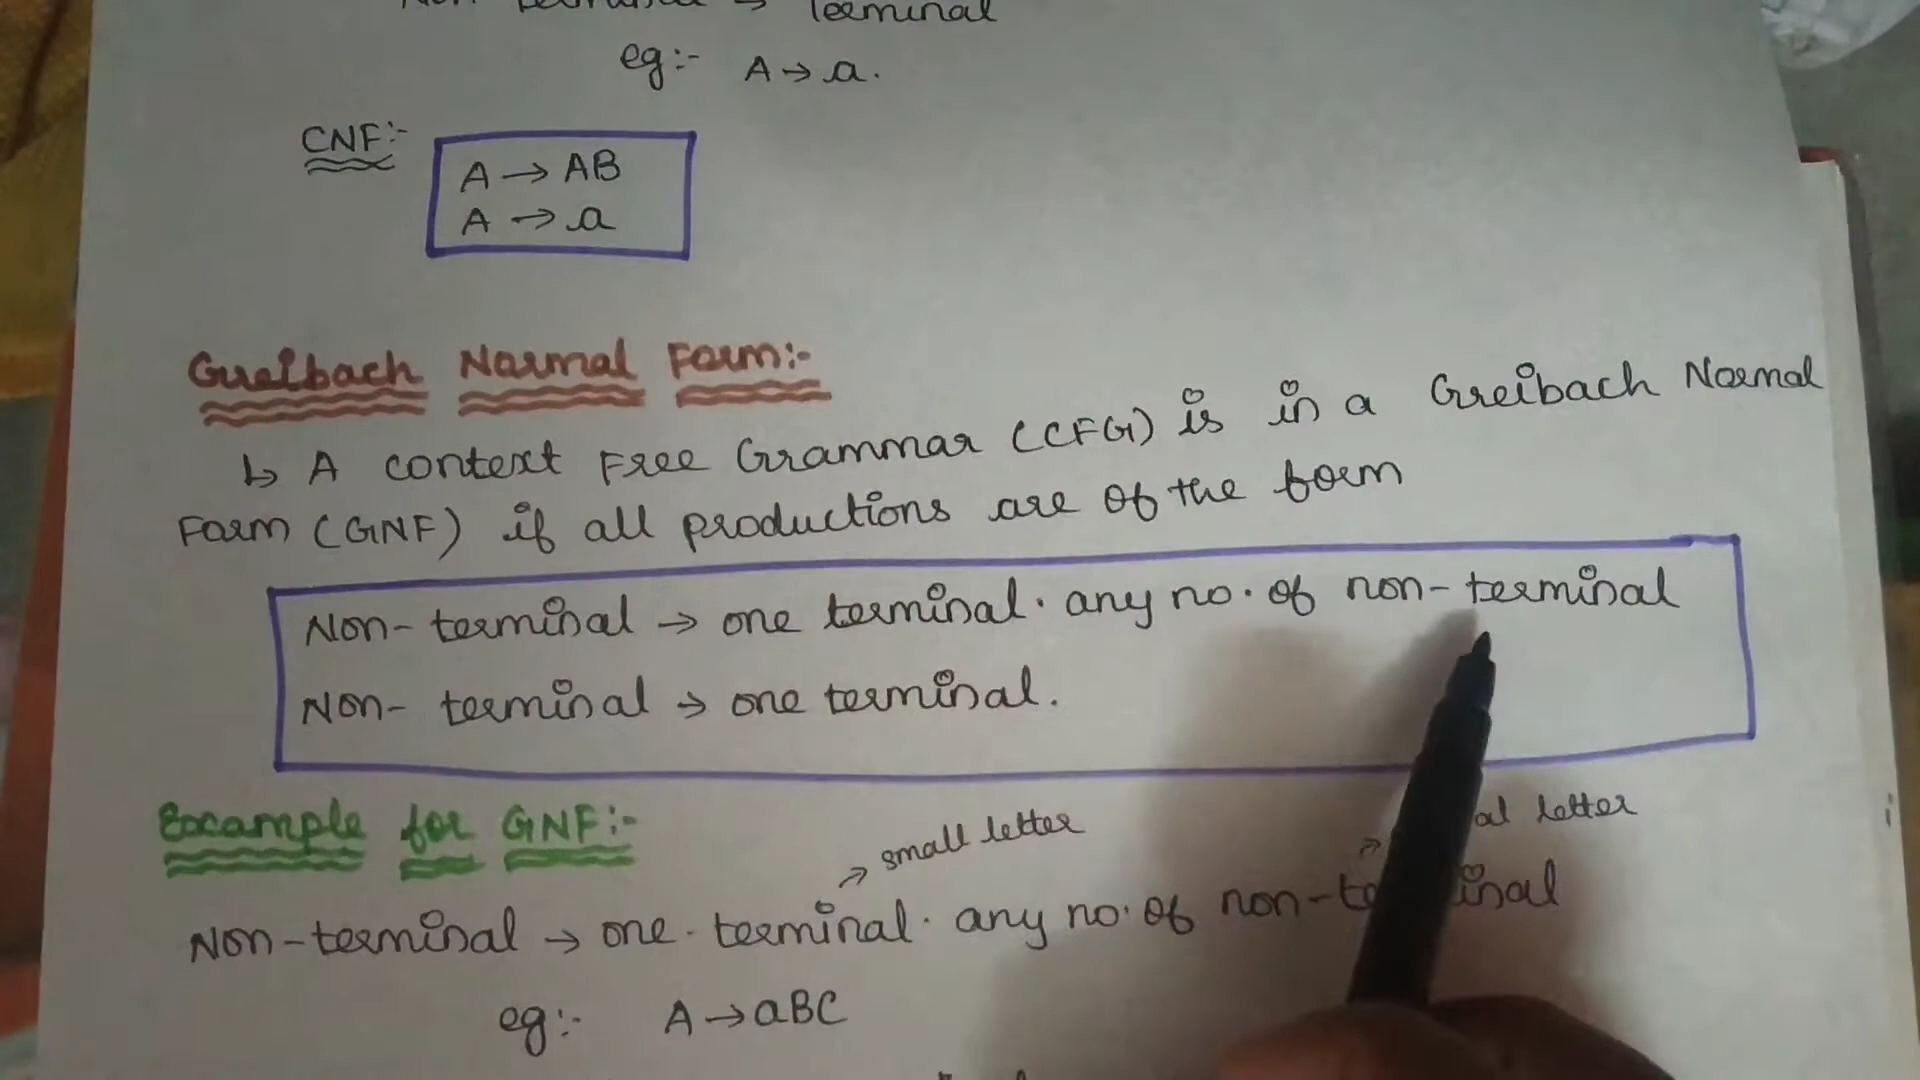 Terminal
eg:- A → a.
CNF:-
A → AB
A → a
Greibach Normal Form:-
↳ A context Free Grammar (CFG) is in a Greibach Normal
Form (GNF) if all productions are of the form
Non-terminal → one terminal. any no. of non-terminal
Non-terminal → one terminal.
Example for GNF:-
→ small letter
letter
Non-terminal → one. terminal. any no. of
eg:- A → aBC